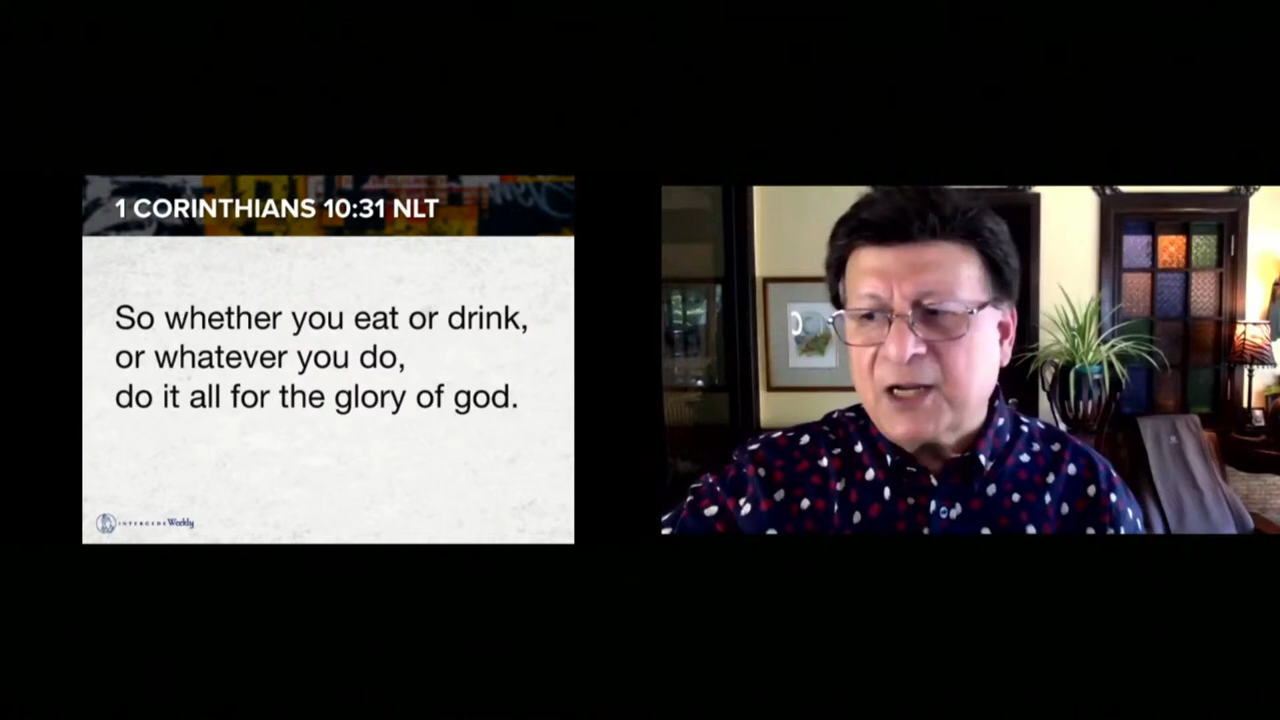 1 CORINTHIANS 10:31 NLT
So whether you eat or drink,
or whatever you do,
do it all for the glory of god.
INTERCEDE Weekly